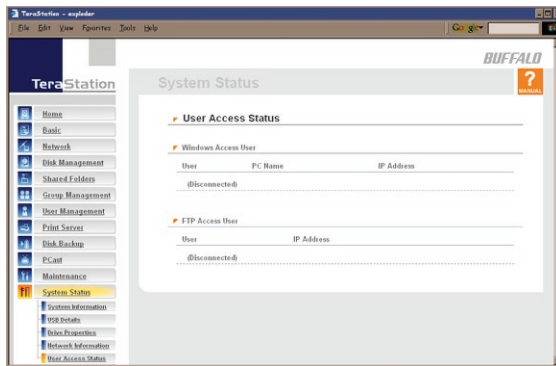 TeraStation - exploder
File Edit View Fgvorites Tools Help
Google
BUFFALO
TeraStation
System Status
?
MANUAL
Home
Basic
Network
Disk Management
Shared Folders
Group Management
User Management
Print Server
Disk Backup
PCast
Maintenance
System Status
System Information
USB Details
Drive Properties
Network Information
User Access Status
User Access Status
Windows Access User
User PC Name IP Address
(Disconnected)
FTP Access User
User IP Address
(Disconnected)